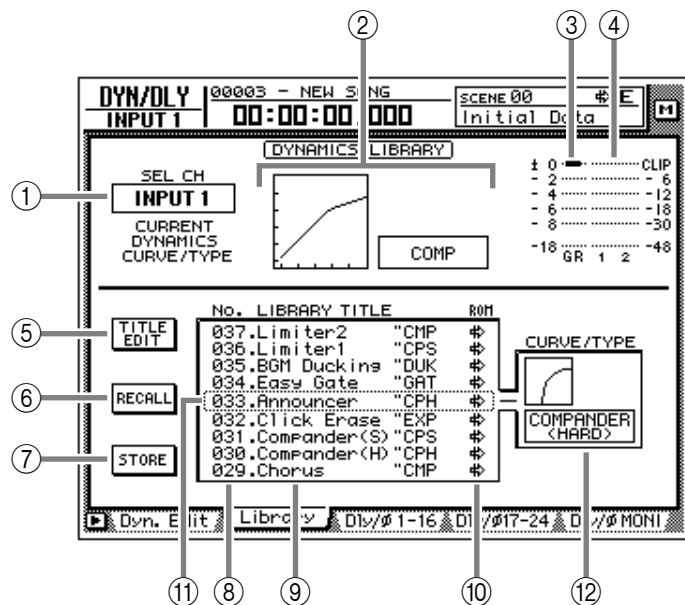 ② ③ ④
DYN/DLY
INPUT 1
00003 - NEW SONG
00:00:00.000
SCENE 00 E
Initial Data
M
DYNAMICS LIBRARY
① SEL CH
INPUT 1
CURRENT
DYNAMICS
CURVE/TYPE
COMP
± 0 CLIP
- 2 - 6
- 4 -12
- 6 -18
- 8 -30
-18 GR 1 2 -48
No. LIBRARY TITLE ROM
⑤ TITLE EDIT
⑥ RECALL
⑦ STORE
037.Limiter2 "CMP
036.Limiter1 "CPS
035.BGM Ducking "DUK
034.Easy Gate "GAT
033.Announcer "CPH
032.Click Erase "EXP
031.Compander(S) "CPS
030.Compander(H) "CPH
029.Chorus "CMP
CURVE/TYPE
COMPANDER
(HARD)
Dyn. Edit Library Dly/Ø 1-16 Dly/Ø17-24 Dly/Ø MONI
⑪ ⑧ ⑨ ⑩ ⑫